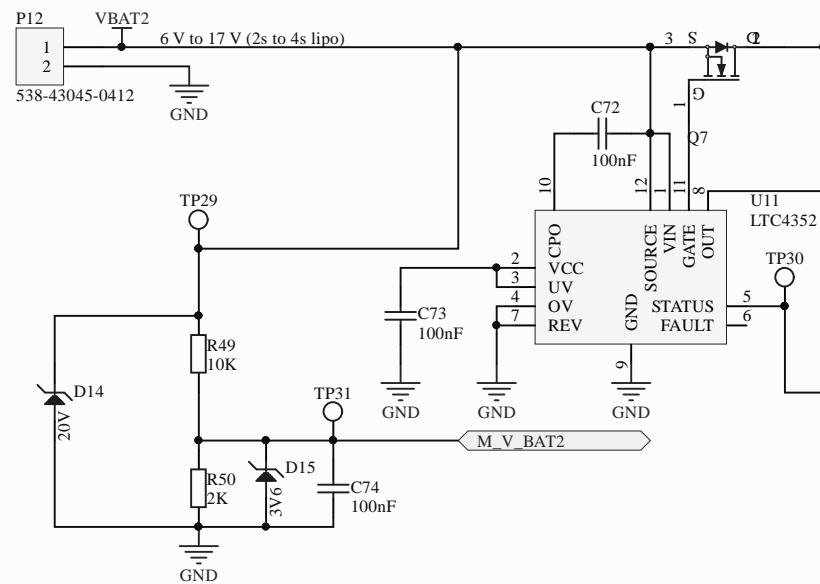 P12
VBAT2
1
2
6 V to 17 V (2s to 4s lipo)
GND
538-43045-0412
3
S
D
2
G
1
Q7
C72
100nF
10
12
1
11
8
U11
LTC4352
CPO
SOURCE
VIN
GATE
OUT
TP29
TP30
2
VCC
3
UV
4
OV
7
REV
GND
9
STATUS
5
FAULT
6
C73
100nF
GND
GND
GND
R49
10K
D14
20V
TP31
M_V_BAT2
R50
2K
D15
3V6
C74
100nF
GND